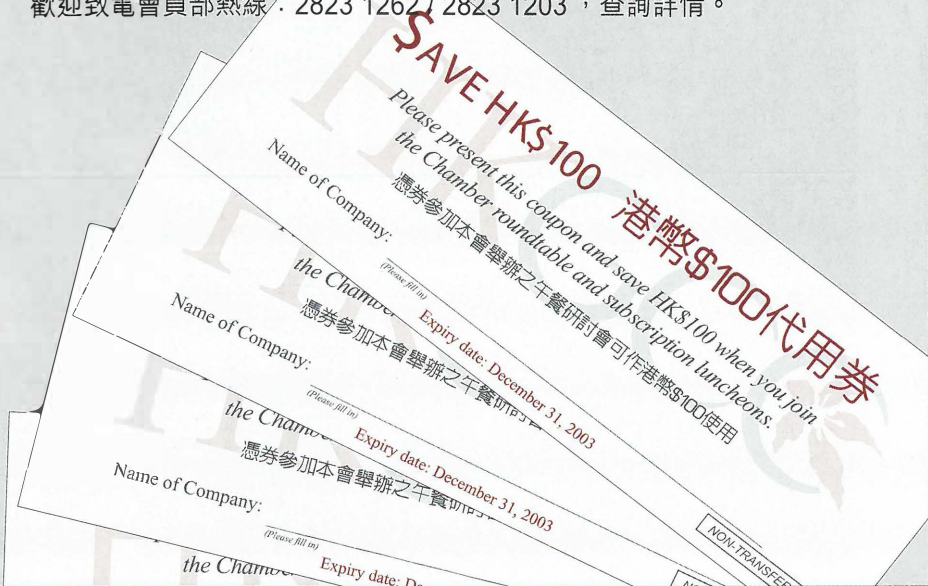 歡迎致電會員部熱線：2823 1262 / 2823 1203，查詢詳情。
$AVE HK$100 港幣$100代用券
Please present this coupon and save HK$100 when you join
the Chamber roundtable and subscription luncheons.
憑券參加本會舉辦之午餐研討會可作港幣$100使用
Name of Company:
(Please fill in)
Expiry date: December 31, 2003
NON-TRANSFER
the Chamber
憑券參加本會舉辦之午餐研討
Name of Company:
(Please fill in)
Expiry date: December 31, 2003
the Chamb
憑券參加本會舉辦之午餐研討
Name of Company:
(Please fill in)
Expiry date: D
the Chambe